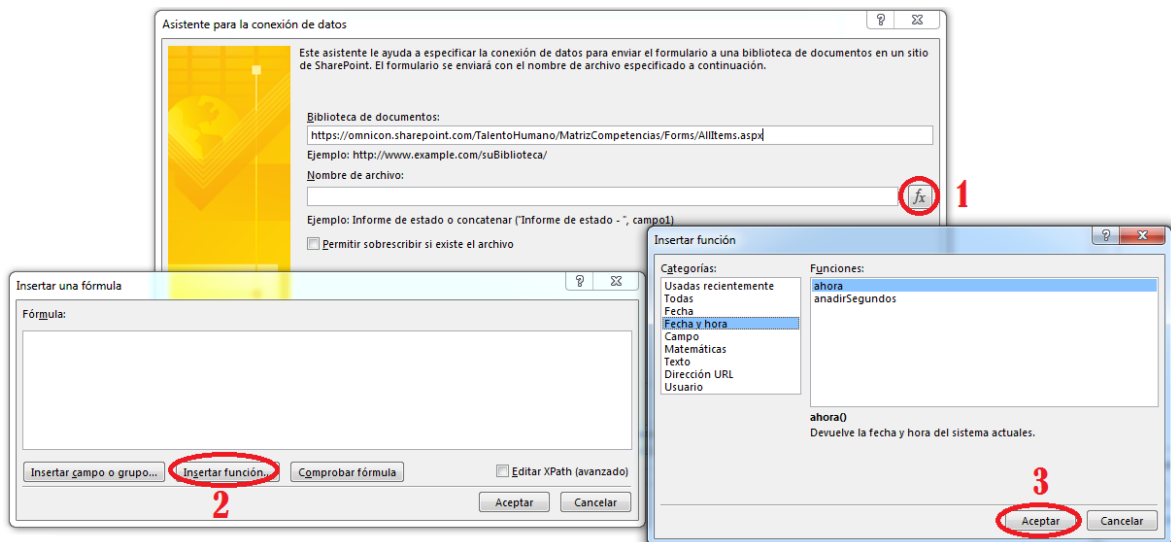 Asistente para la conexión de datos
Este asistente le ayuda a especificar la conexión de datos para enviar el formulario a una biblioteca de documentos en un sitio
de SharePoint. El formulario se enviará con el nombre de archivo especificado a continuación.
Biblioteca de documentos:
https://omnicon.sharepoint.com/TalentoHumano/MatrizCompetencias/Forms/AllItems.aspx
Ejemplo: http://www.example.com/suBiblioteca/
Nombre de archivo:
fx
1
Ejemplo: Informe de estado o concatenar ("Informe de estado - ", campo1)
Permitir sobrescribir si existe el archivo
Insertar una fórmula
Fórmula:
Insertar campo o grupo...
Insertar función...
Comprobar fórmula
Editar XPath (avanzado)
2
Aceptar
Cancelar
Insertar función
Categorías:
Usadas recientemente
Todas
Fecha
Fecha y hora
Campo
Matemáticas
Texto
Dirección URL
Usuario
Funciones:
ahora
anadirSegundos
ahora()
Devuelve la fecha y hora del sistema actuales.
3
Aceptar
Cancelar